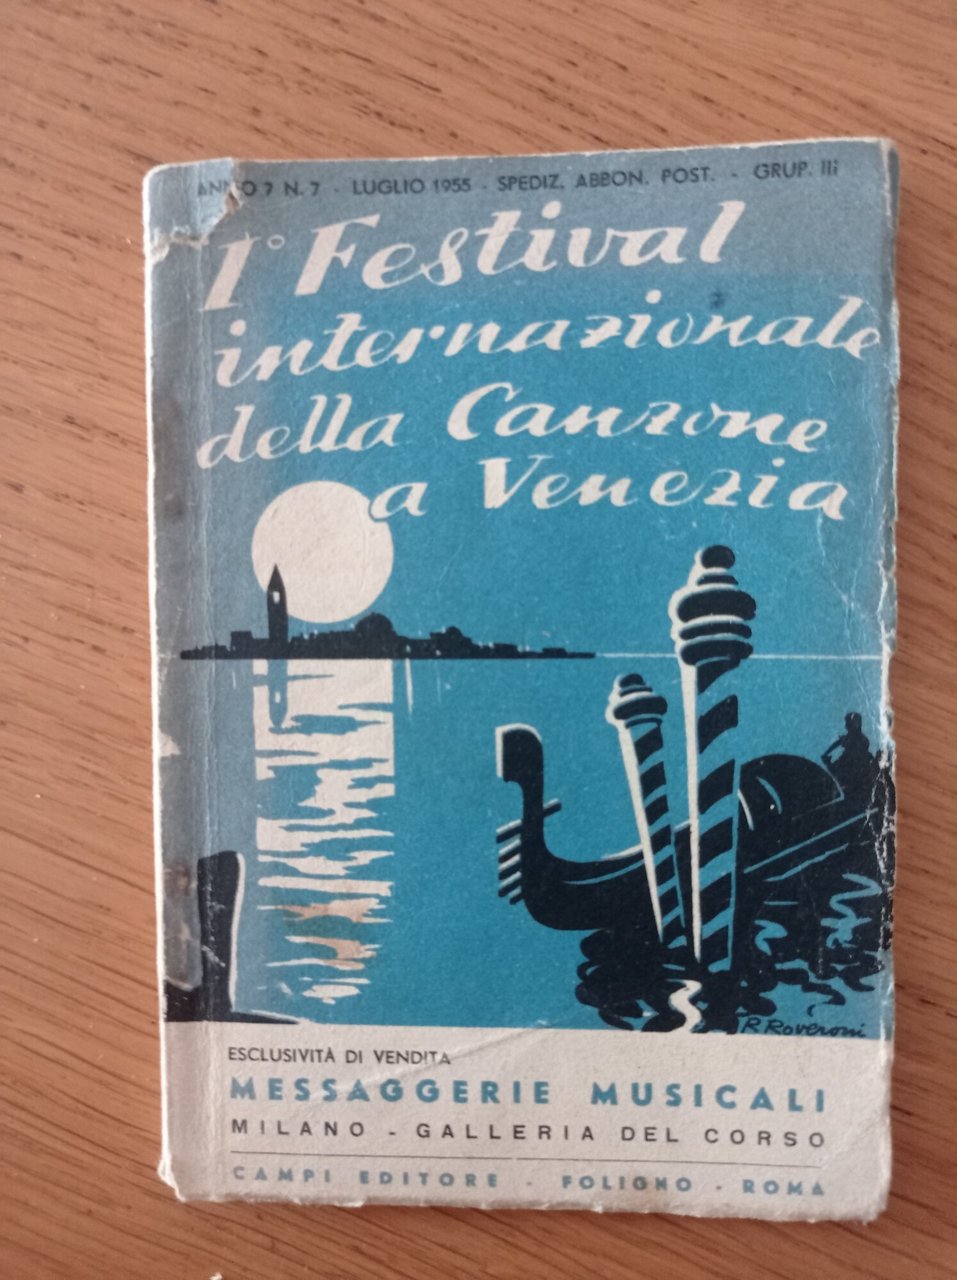 ANNO 7 N. 7 - LUGLIO 1955 - SPEDIZ. ABBON. POST. - GRUP. IIi
I° Festival
internazionale
della Canzone
a Venezia
R. Roveroni
ESCLUSIVITÀ DI VENDITA
MESSAGGERIE MUSICALI
MILANO - GALLERIA DEL CORSO
CAMPI EDITORE - FOLIGNO - ROMA